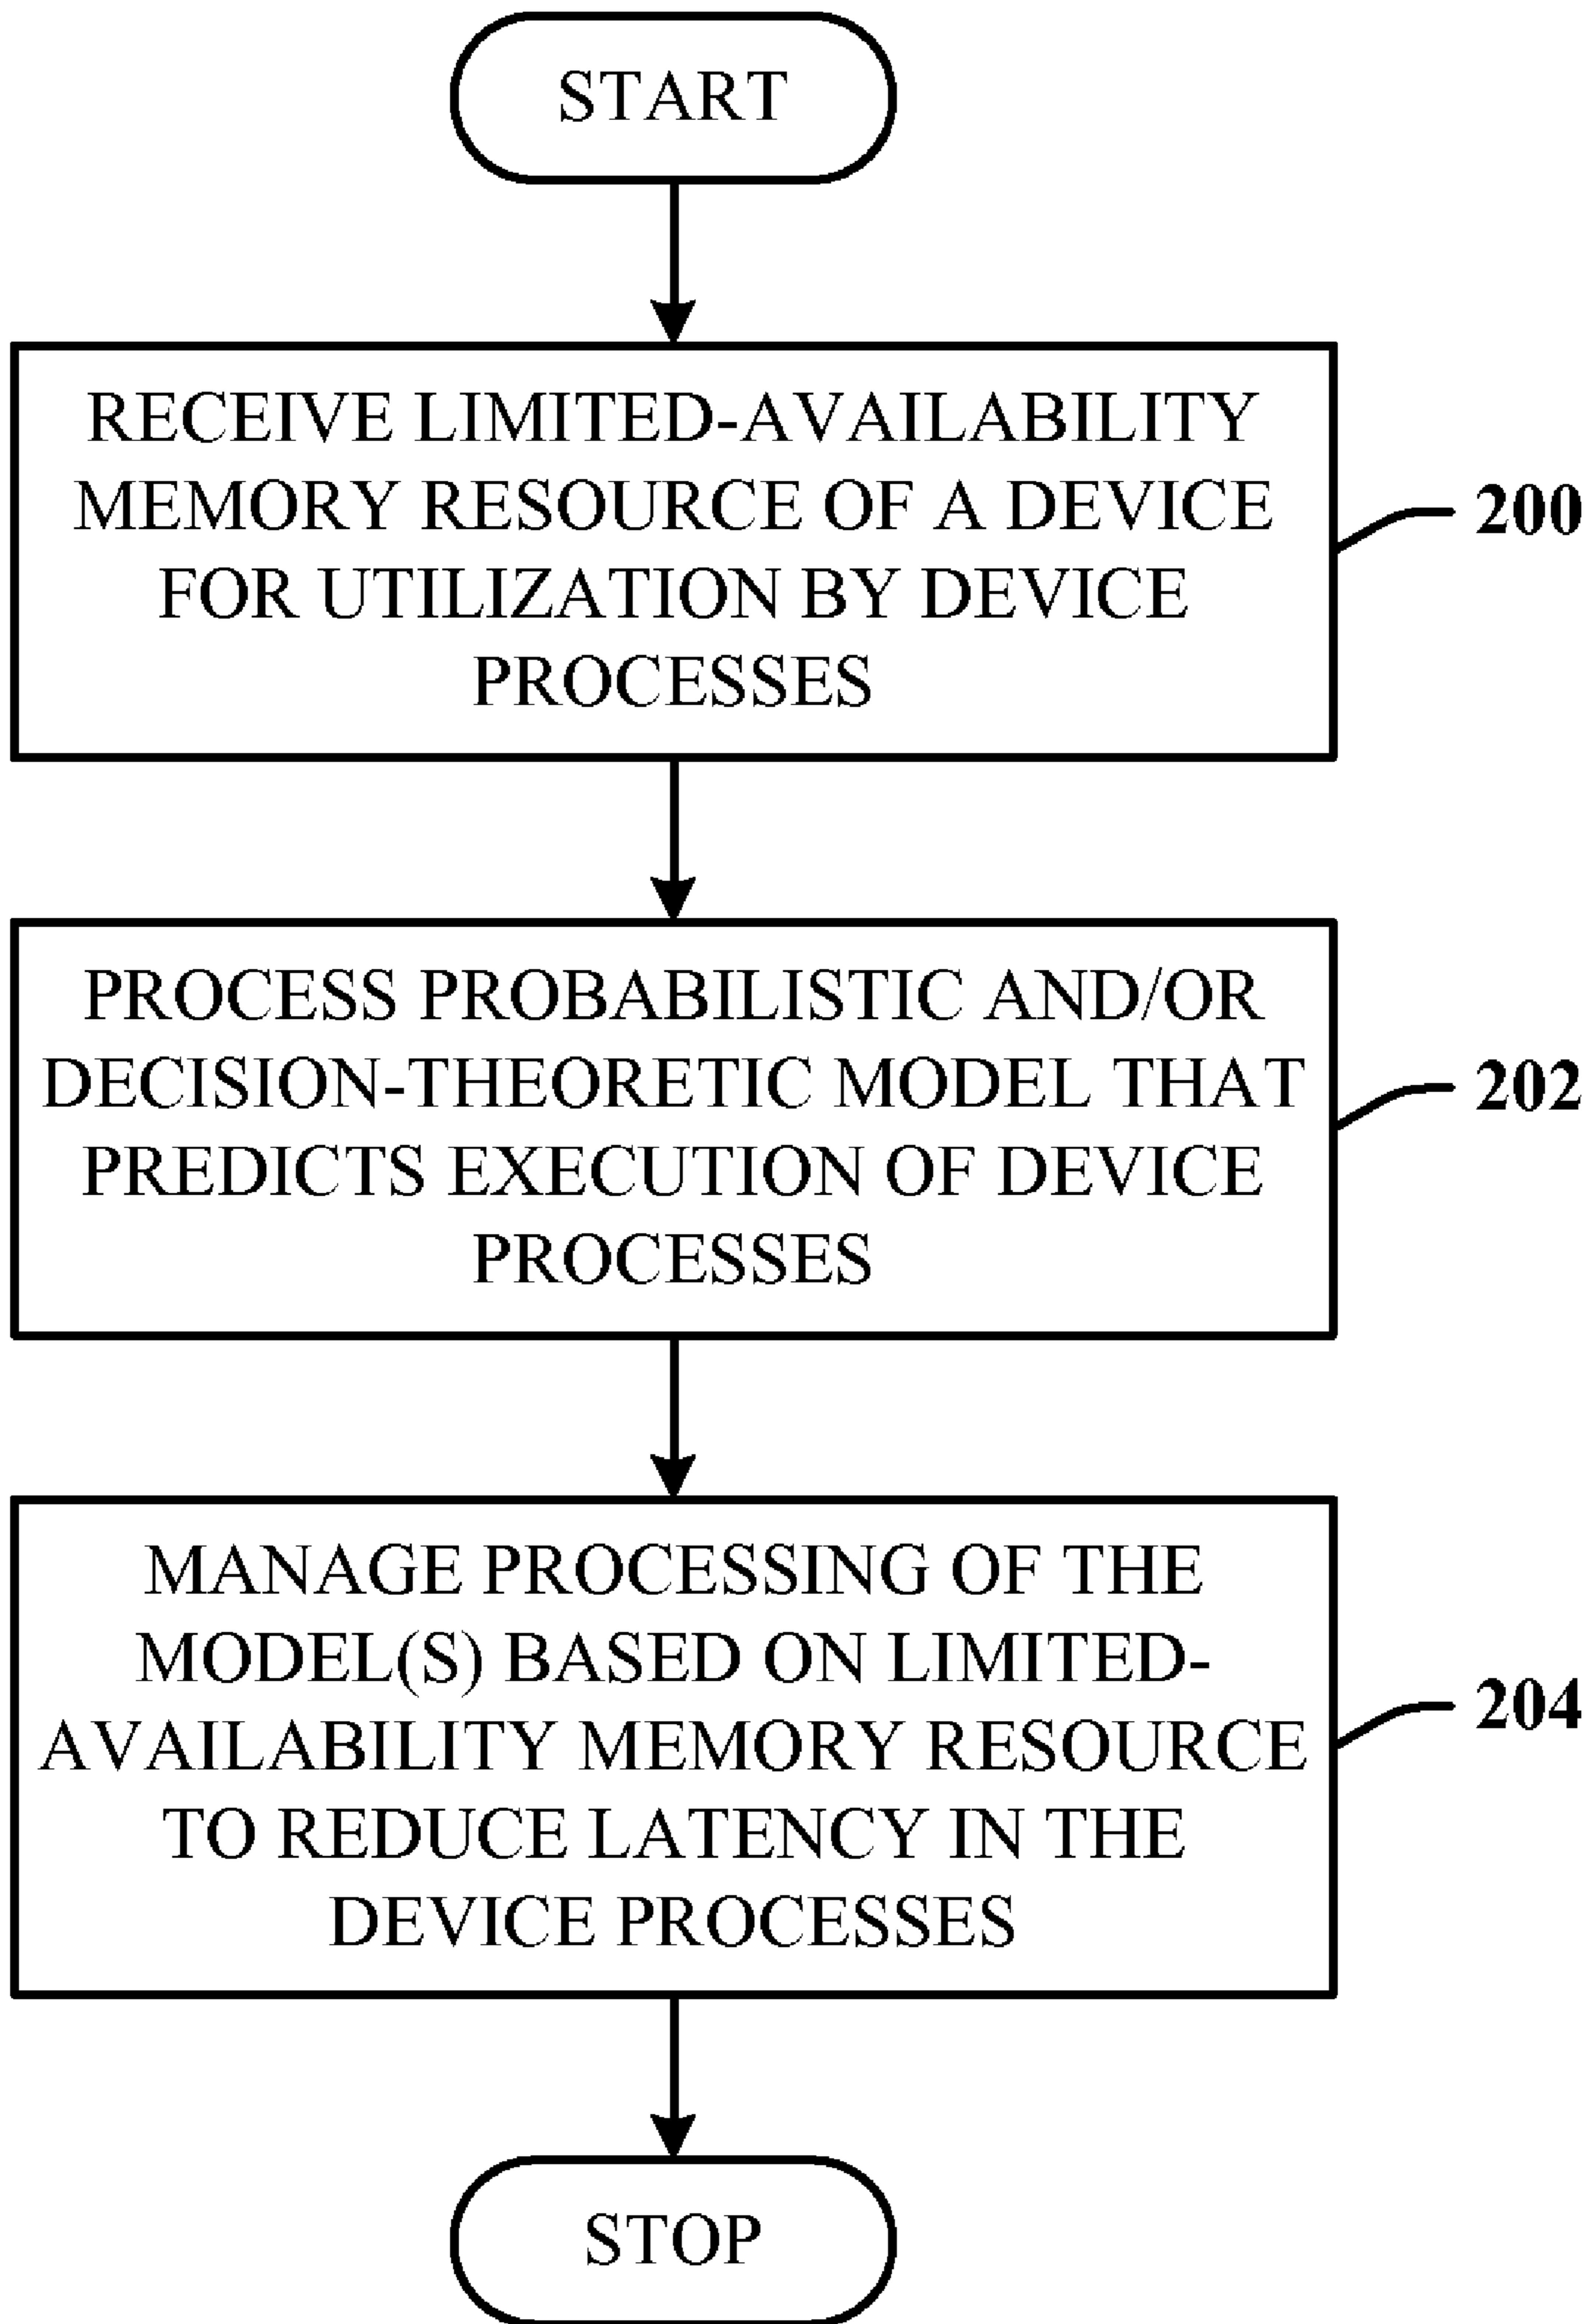 START
RECEIVE LIMITED-AVAILABILITY
MEMORY RESOURCE OF A DEVICE
FOR UTILIZATION BY DEVICE
PROCESSES
200
PROCESS PROBABILISTIC AND/OR
DECISION-THEORETIC MODEL THAT
PREDICTS EXECUTION OF DEVICE
PROCESSES
202
MANAGE PROCESSING OF THE
MODEL(S) BASED ON LIMITED-
AVAILABILITY MEMORY RESOURCE
TO REDUCE LATENCY IN THE
DEVICE PROCESSES
204
STOP